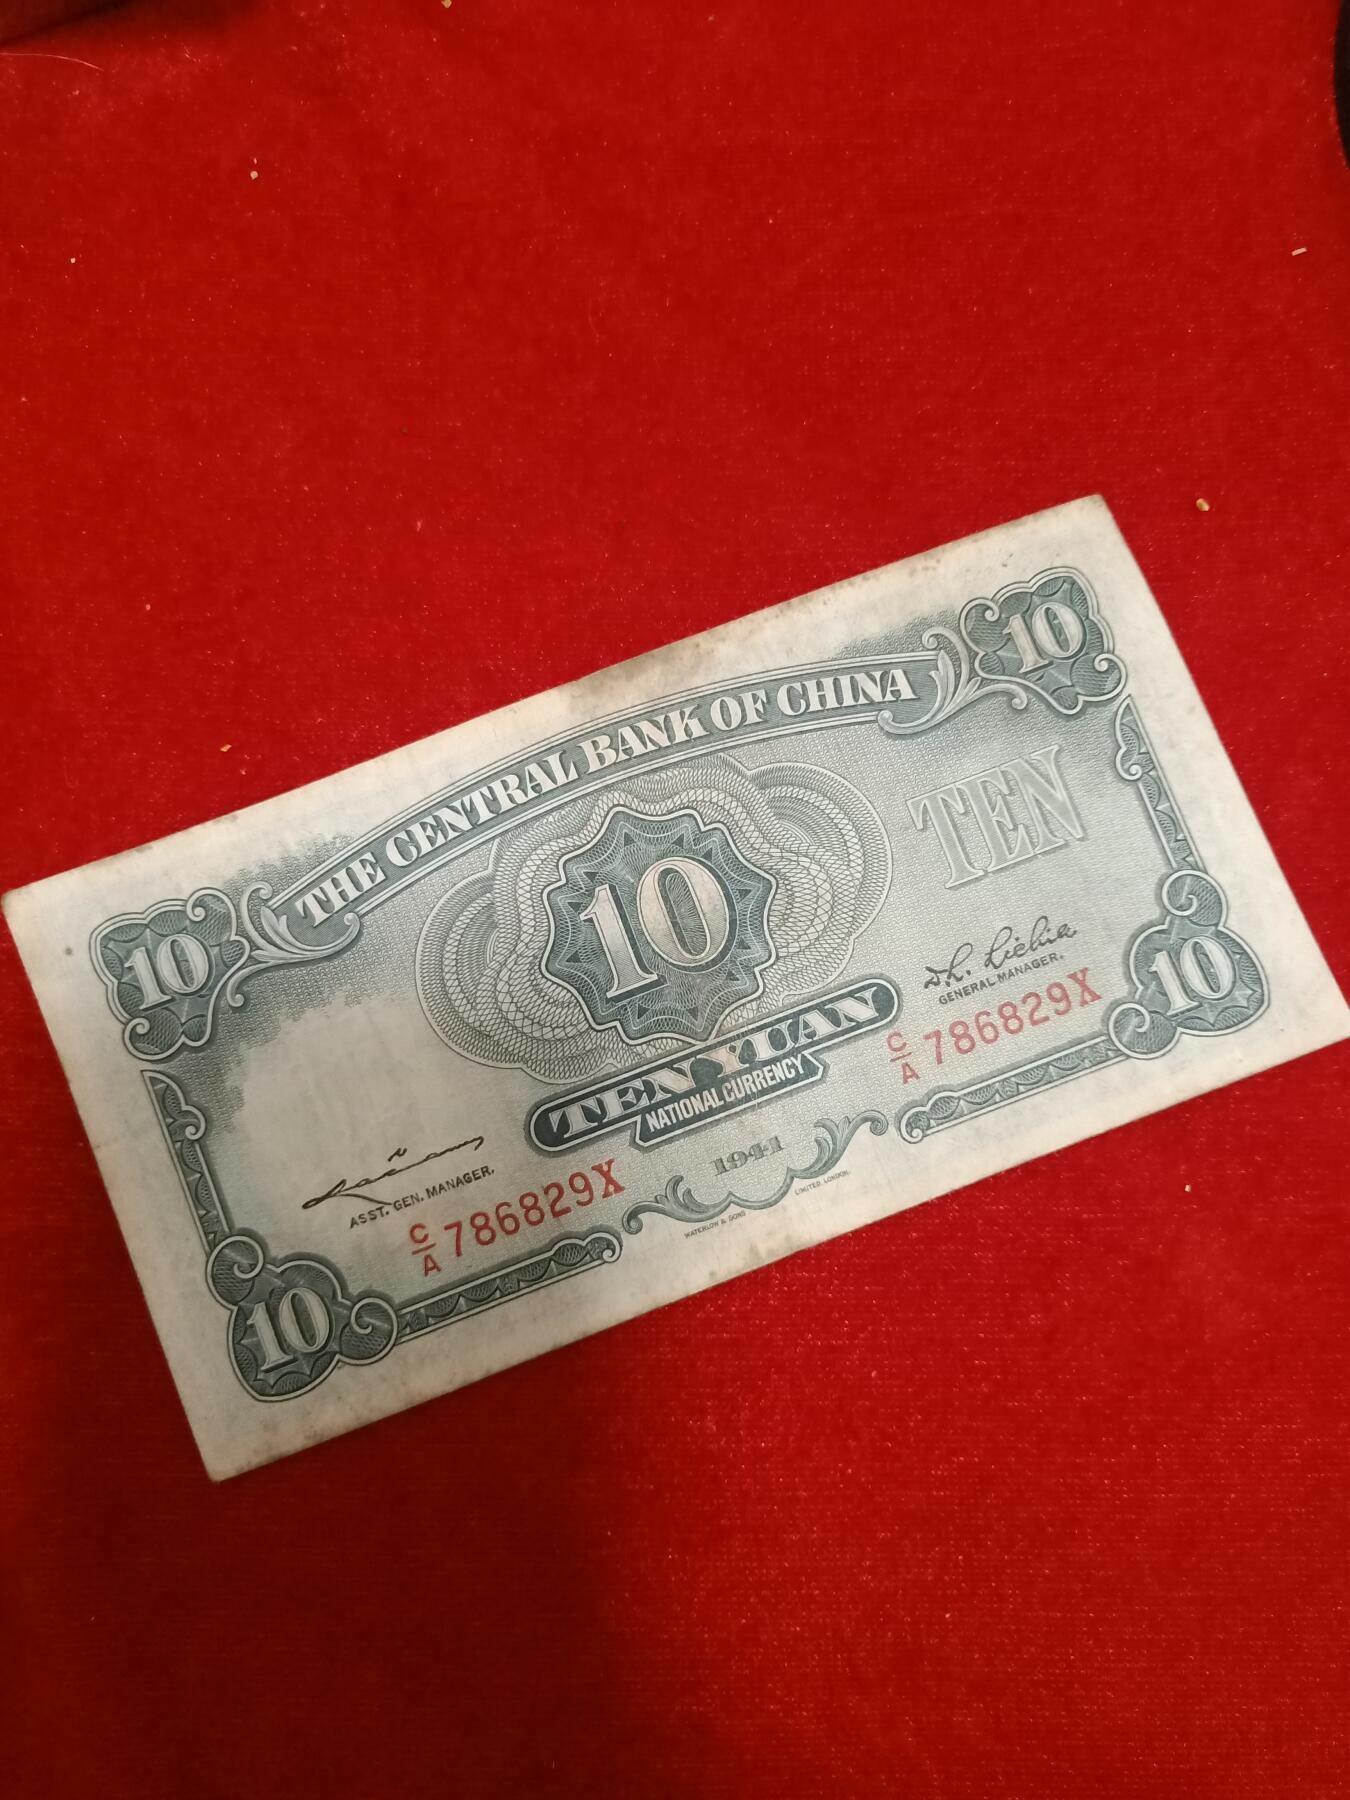 THE CENTRAL BANK OF CHINA
10
10
10
TEN
GENERAL MANAGER.
TEN YUAN
NATIONAL CURRENCY
C/A 786829X
ASST. GEN. MANAGER.
C/A 786829X
1941
10
10
WATERLOW & SONS LIMITED, LONDON.